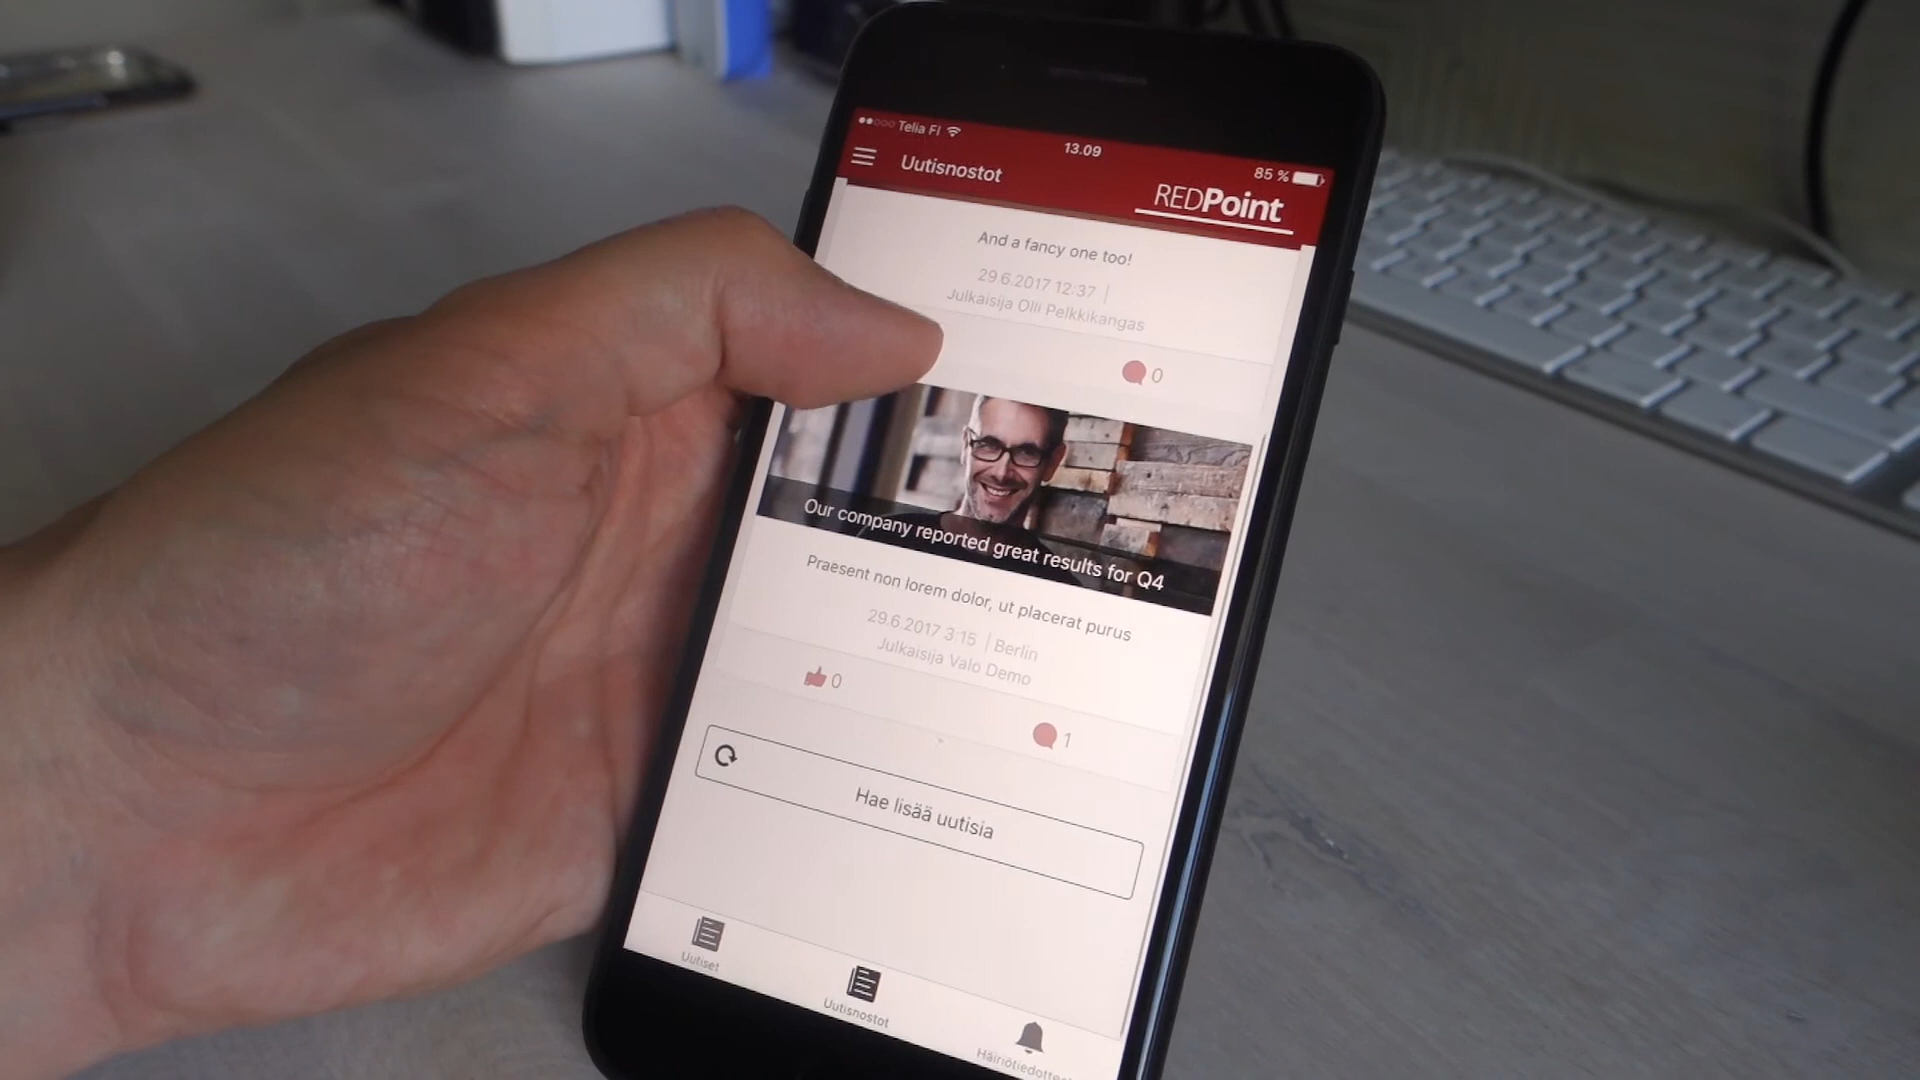 Telia FI
13.09
85 %
Uutisnostot
REDPoint
And a fancy one too!
29.6.2017 12:37 |
Julkaisija Olli Pelkkikangas
0
Our company reported great results for Q4
Praesent non lorem dolor, ut placerat purus
29.6.2017 3:15 | Berlin
Julkaisija Valo Demo
0
1
Hae lisää uutisia
Uutiset
Uutisnostot